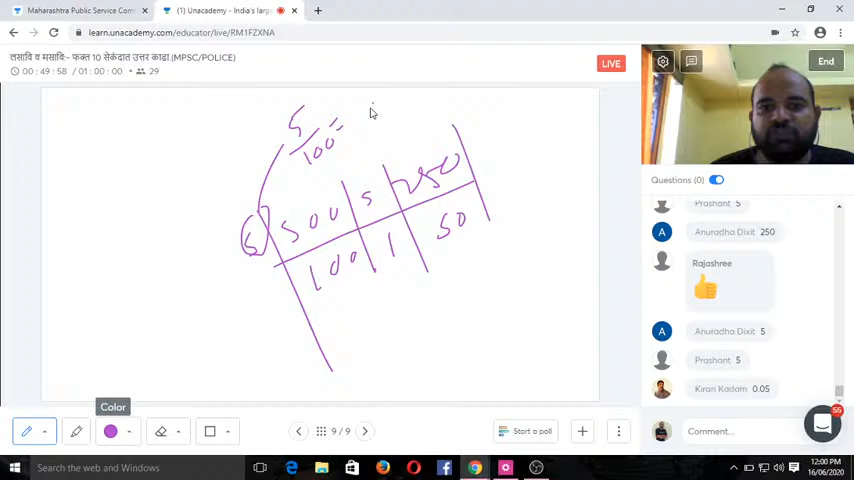 Maharashtra Public Service Com
(1) Unacademy - India's larg
learn.unacademy.com/educator/live/RM1FZXNA
लसावि व मसावि:- फक्त 10 सेकंदात उत्तर काढा.(MPSC/POLICE)
00 : 49 : 58 / 01 : 00 : 00 • 29
LIVE
End
5
100 =
5 500 5 250
100 1 50
Questions (0)
Prashant 5
A Anuradha Dixit 250
Rajashree
A Anuradha Dixit 5
Prashant 5
Kiran Kadam 0.05
Color
9 / 9
Start a poll
Comment...
55
Search the web and Windows
12:00 PM
16/06/2020